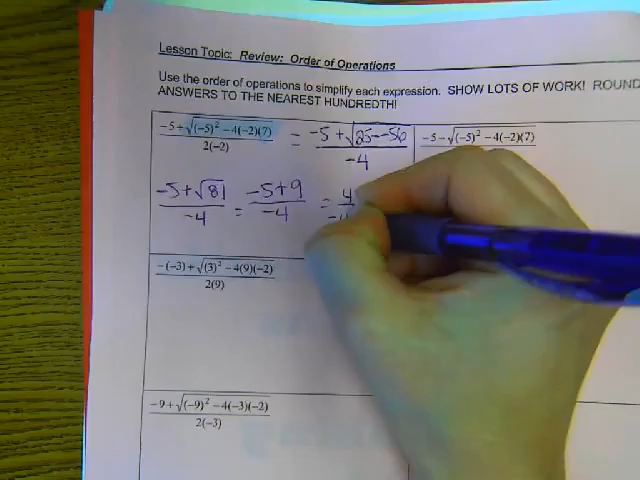 Lesson Topic: Review: Order of Operations
Use the order of operations to simplify each expression. SHOW LOTS OF WORK! ROUND
ANSWERS TO THE NEAREST HUNDREDTH!
(-5+√((-5)²-4(-2)(7)))/(2(-2)) = (-5+√(25--56))/(-4)
(-5+√81)/(-4) = (-5+9)/(-4) = 4/-4
-5-√((-5)²-4(-2)(7))
(-(-3)+√((3)²-4(9)(-2)))/(2(9))
(-9+√((-9)²-4(-3)(-2)))/(2(-3))